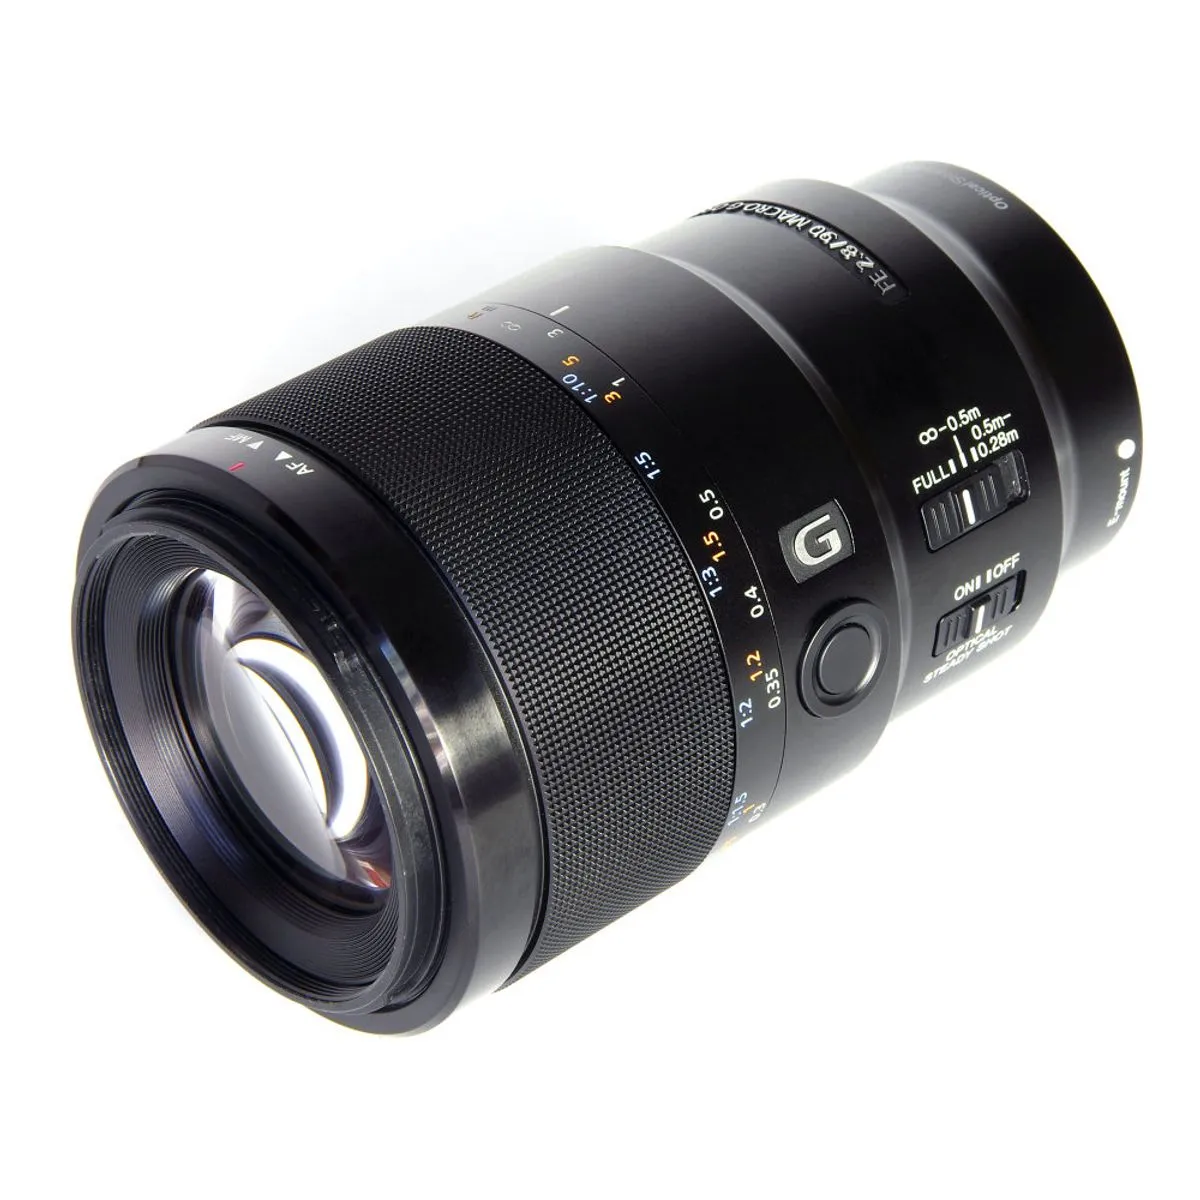 Optical
FE 2.8/90 MACRO G
∞-0.5m
0.5m-
0.28m
FULL
ON OFF
OPTICAL
STEADY SHOT
E-mount
G
ft
m
∞
3
1:10 5
3 1
1:5
0.5
1:3 1.5
0.4
1:2 1.2
0.35
1:1.5 1
0.3
AF▲ ▼MF